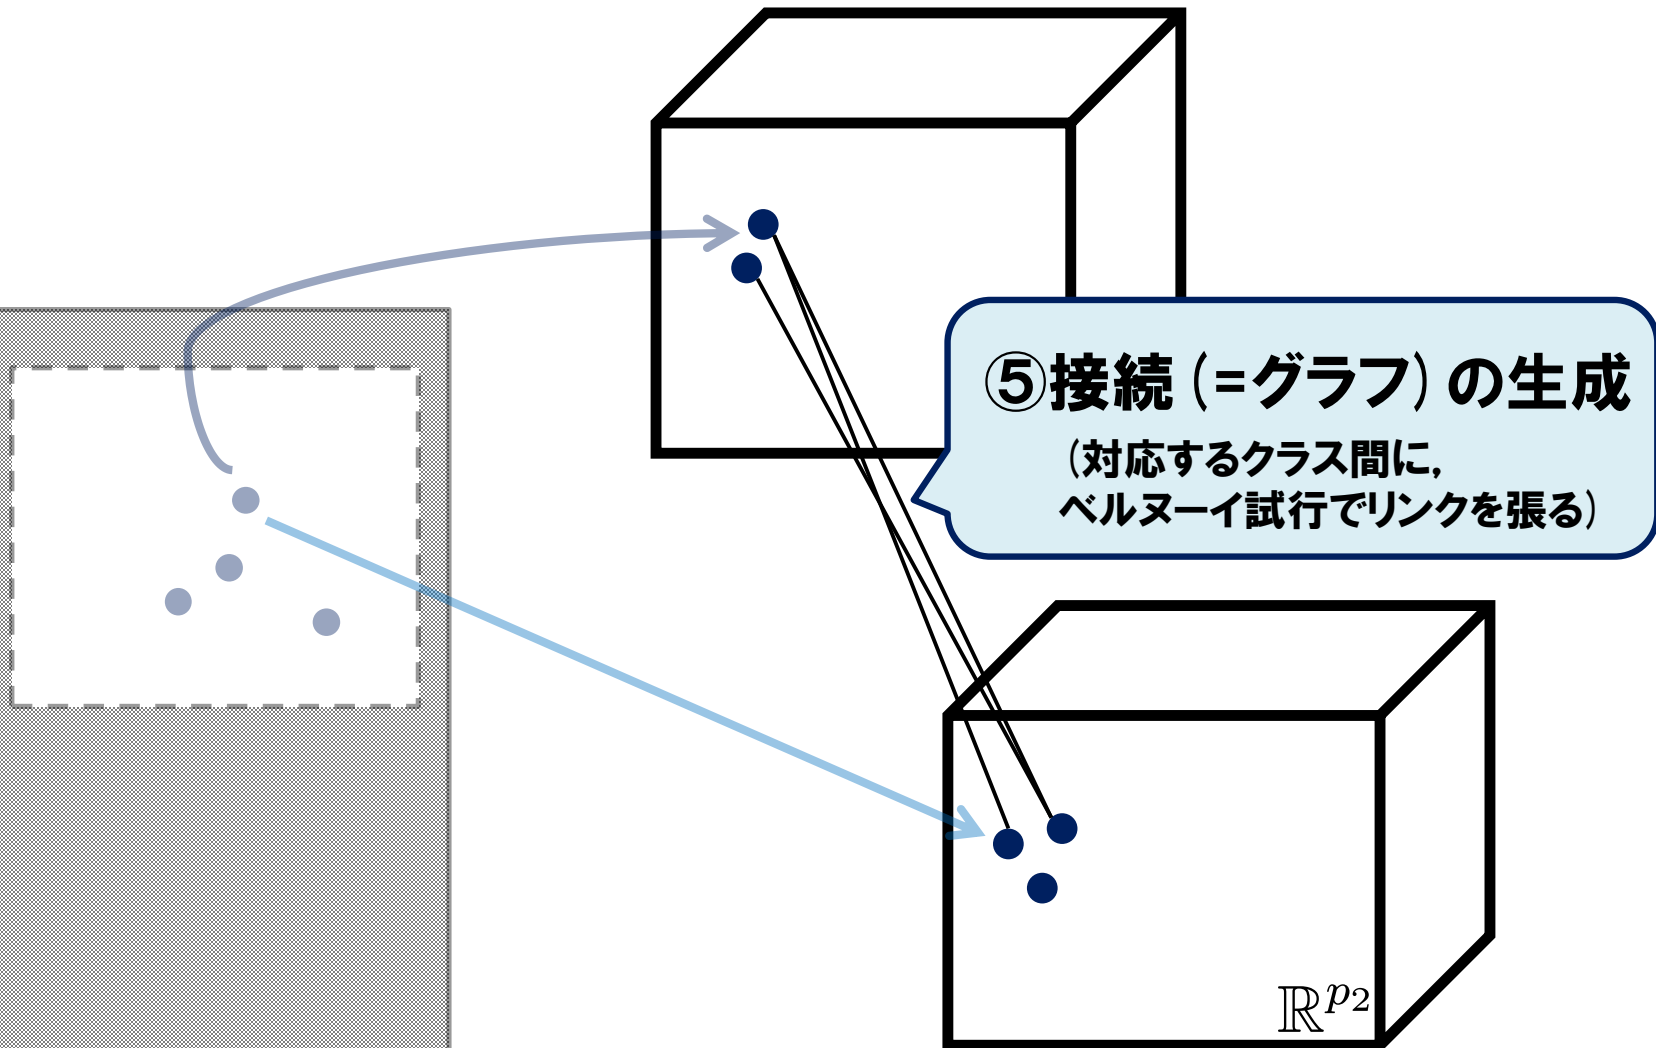 ⑤接続(=グラフ)の生成
(対応するクラス間に,
ベルヌーイ試行でリンクを張る)
ℝ^{p_2}